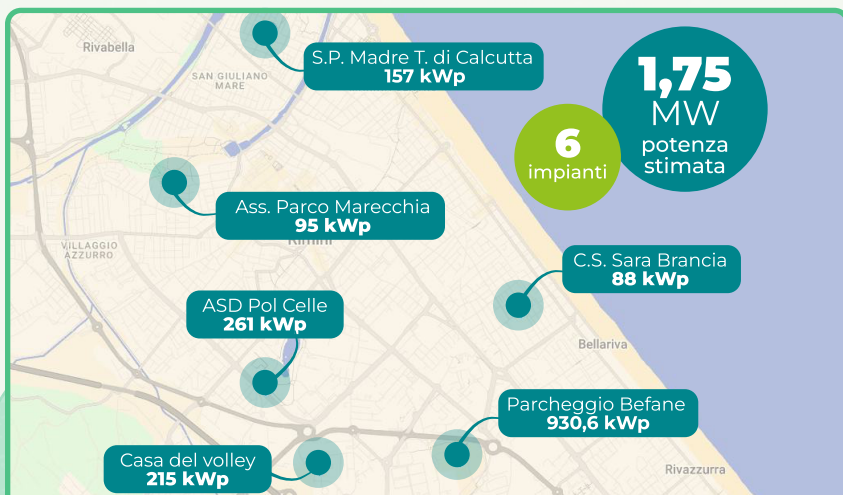 Rivabella
SAN GIULIANO
MARE
S.P. Madre T. di Calcutta
157 kWp
1,75
MW
potenza
stimata
6
impianti
Ass. Parco Marecchia
95 kWp
Rimini
VILLAGGIO
AZZURRO
C.S. Sara Brancia
88 kWp
ASD Pol Celle
261 kWp
Bellariva
Parcheggio Befane
930,6 kWp
Casa del volley
215 kWp
Rivazzurra